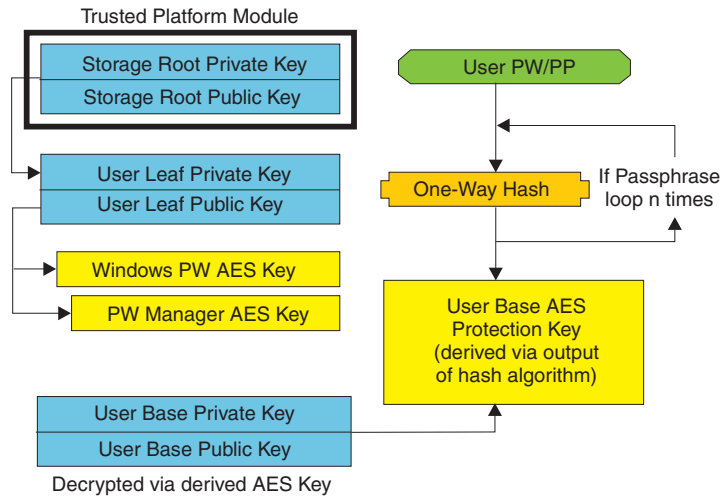 Trusted Platform Module
Storage Root Private Key
Storage Root Public Key
User Leaf Private Key
User Leaf Public Key
Windows PW AES Key
PW Manager AES Key
User PW/PP
One-Way Hash
If Passphrase
loop n times
User Base AES
Protection Key
(derived via output
of hash algorithm)
User Base Private Key
User Base Public Key
Decrypted via derived AES Key